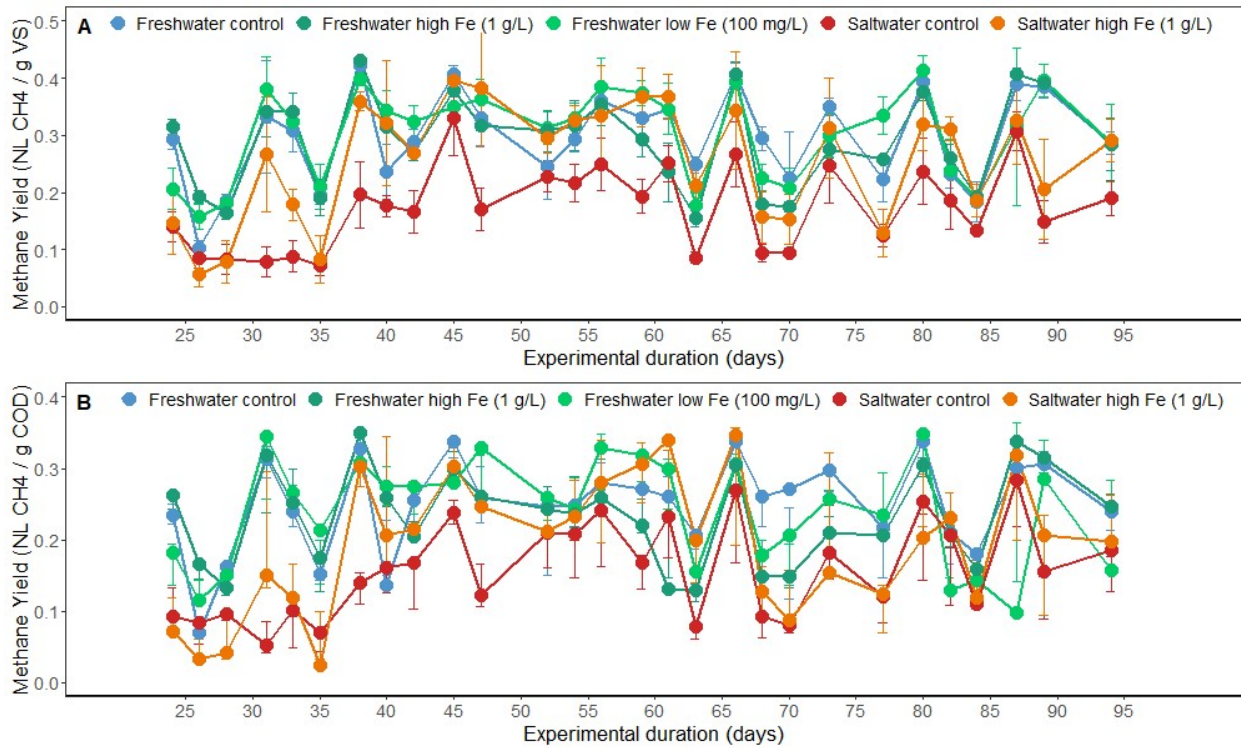 A
Freshwater control
Freshwater high Fe (1 g/L)
Freshwater low Fe (100 mg/L)
Saltwater control
Saltwater high Fe (1 g/L)
Methane Yield (NL CH4 / g VS)
0.5
0.4
0.3
0.2
0.1
0.0
25 30 35 40 45 50 55 60 65 70 75 80 85 90 95
Experimental duration (days)
B
Freshwater control
Freshwater high Fe (1 g/L)
Freshwater low Fe (100 mg/L)
Saltwater control
Saltwater high Fe (1 g/L)
Methane Yield (NL CH4 / g COD)
0.4
0.3
0.2
0.1
0.0
25 30 35 40 45 50 55 60 65 70 75 80 85 90 95
Experimental duration (days)